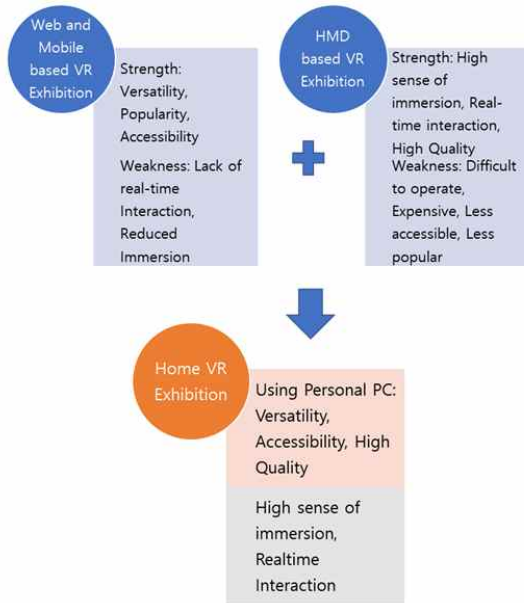 Web and
Mobile
based VR
Exhibition
Strength:
Versatility,
Popularity,
Accessibility
Weakness: Lack of
real-time
Interaction,
Reduced
Immersion
HMD
based VR
Exhibition
Strength: High
sense of
immersion, Real-
time interaction,
High Quality
Weakness: Difficult
to operate,
Expensive, Less
accessible, Less
popular
Home VR
Exhibition
Using Personal PC:
Versatility,
Accessibility, High
Quality
High sense of
immersion,
Realtime
Interaction